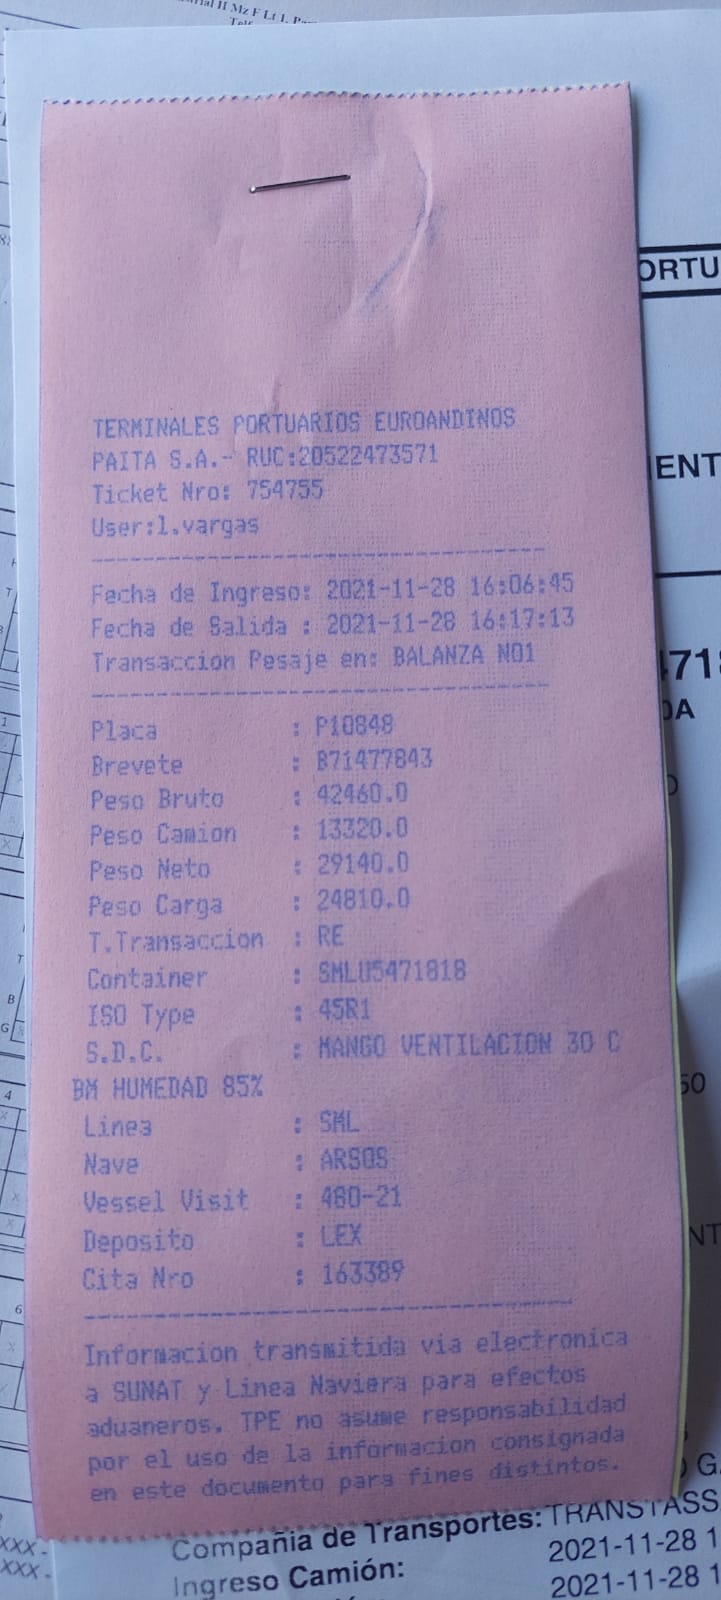 TERMINALES PORTUARIOS EUROANDINOS
PAITA S.A.- RUC:20522473571
Ticket Nro: 754755
User:l.vargas
Fecha de Ingreso: 2021-11-28 16:06:45
Fecha de Salida : 2021-11-28 16:17:13
Transaccion Pesaje en: BALANZA NO1
Placa : P10848
Brevete : B71477843
Peso Bruto : 42460.0
Peso Camion : 13320.0
Peso Neto : 29140.0
Peso Carga : 24810.0
T.Transaccion : RE
Container : SMLU5471818
ISO Type : 45R1
S.D.C. : MANGO VENTILACION 30 C
BM HUMEDAD 85%
Linea : SML
Nave : ARSOS
Vessel Visit : 480-21
Deposito : LEX
Cita Nro : 163389
Informacion transmitida via electronica
a SUNAT y Linea Naviera para efectos
aduaneros. TPE no asume responsabilidad
por el uso de la informacion consignada
en este documento para fines distintos.
Compañia de Transportes: TRANSTASS
2021-11-28 1
Ingreso Camión: 2021-11-28 1